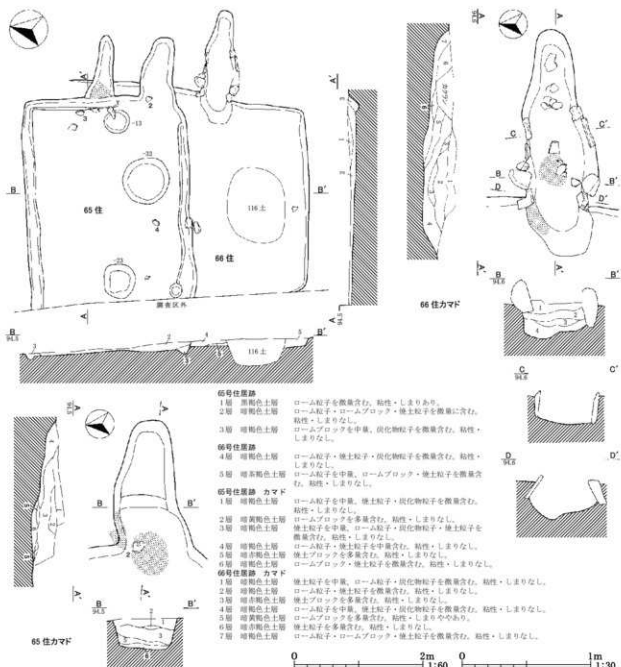 A'
A
A'
94.5
A
A'
2
3
-13
-32
B
B'
65 住
116 土
C
C'
4
66 住
B
B'
D
D'
-23
調査区外
A
A
94.5
A
A'
66 住カマド
B
94.5
B'
116 土
B
94.6
B'
C
94.6
C'
D
94.6
D'
65号住居跡
1層 黒褐色土層 ローム粒子を微量含む。粘性・しまりあり。
2層 暗褐色土層 ローム粒子・ロームブロック・焼土粒子を微量に含む。
粘性・しまりなし。
3層 暗褐色土層 ロームブロックを中量、炭化物粒子を微量含む。粘性・
しまりなし。
66号住居跡
4層 暗褐色土層 ローム粒子・焼土粒子・炭化物粒子を微量含む。粘性・
しまりなし。
5層 暗茶褐色土層 ローム粒子を中量、ロームブロック・焼土粒子を微量含
む。粘性・しまりなし。
65号住居跡 カマド
1層 暗褐色土層 ローム粒子を中量、焼土粒子・炭化物粒子を微量含む。
粘性・しまりなし。
2層 暗黄褐色土層 ロームブロックを多量含む。粘性・しまりなし。
3層 暗褐色土層 焼土粒子を中量、ローム粒子・炭化物粒子・焼土粒子を
微量含む。粘性・しまりなし。
4層 暗褐色土層 ローム粒子・焼土粒子を中量含む。粘性・しまりなし。
5層 暗赤褐色土層 焼土ブロックを多量含む。粘性・しまりなし。
6層 暗褐色土層 ロームブロック・焼土粒子を微量含む。粘性・しまりなし。
66号住居跡 カマド
1層 暗褐色土層 焼土粒子を中量、ローム粒子・炭化物粒子を微量含む。粘性・しまりなし。
2層 暗褐色土層 ローム粒子・焼土粒子を微量含む。粘性・しまりなし。
3層 暗赤褐色土層 焼土ブロックを多量含む。粘性・しまりなし。
4層 暗褐色土層 ローム粒子を中量、焼土粒子・炭化物粒子を微量含む。粘性・しまりなし。
5層 暗黄褐色土層 ロームブロックを多量含む。粘性・しまりややあり。
6層 暗赤褐色土層 焼土粒子を多量含む。粘性・しまりなし。
7層 暗褐色土層 ローム粒子・ロームブロック・焼土粒子を微量含む。粘性・しまりなし。
B
B'
65 住カマド
B
94.5
B'
0 2m
1:60
0 1m
1:30